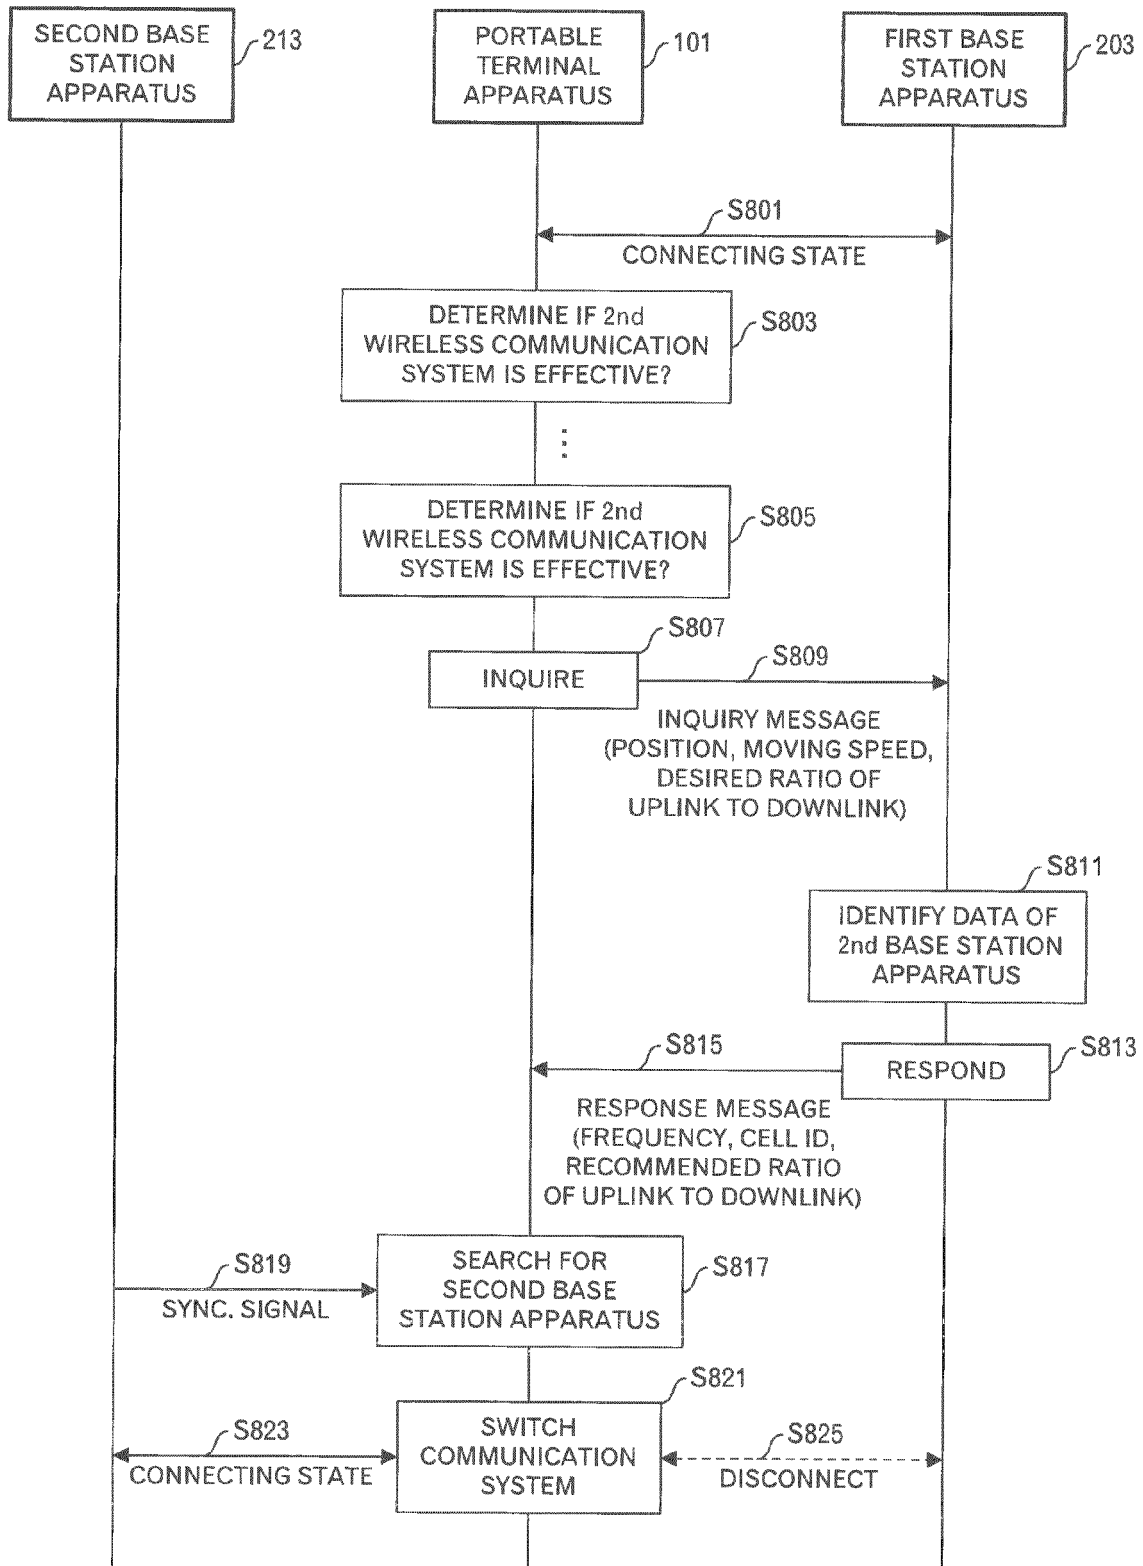 SECOND BASE
STATION
APPARATUS
213
PORTABLE
TERMINAL
APPARATUS
101
FIRST BASE
STATION
APPARATUS
203
S801
CONNECTING STATE
DETERMINE IF 2nd
WIRELESS COMMUNICATION
SYSTEM IS EFFECTIVE?
S803
DETERMINE IF 2nd
WIRELESS COMMUNICATION
SYSTEM IS EFFECTIVE?
S805
S807
INQUIRE
S809
INQUIRY MESSAGE
(POSITION, MOVING SPEED,
DESIRED RATIO OF
UPLINK TO DOWNLINK)
S811
IDENTIFY DATA OF
2nd BASE STATION
APPARATUS
S815
RESPOND
S813
RESPONSE MESSAGE
(FREQUENCY, CELL ID,
RECOMMENDED RATIO
OF UPLINK TO DOWNLINK)
S819
SYNC. SIGNAL
SEARCH FOR
SECOND BASE
STATION APPARATUS
S817
S821
S823
CONNECTING STATE
SWITCH
COMMUNICATION
SYSTEM
S825
DISCONNECT